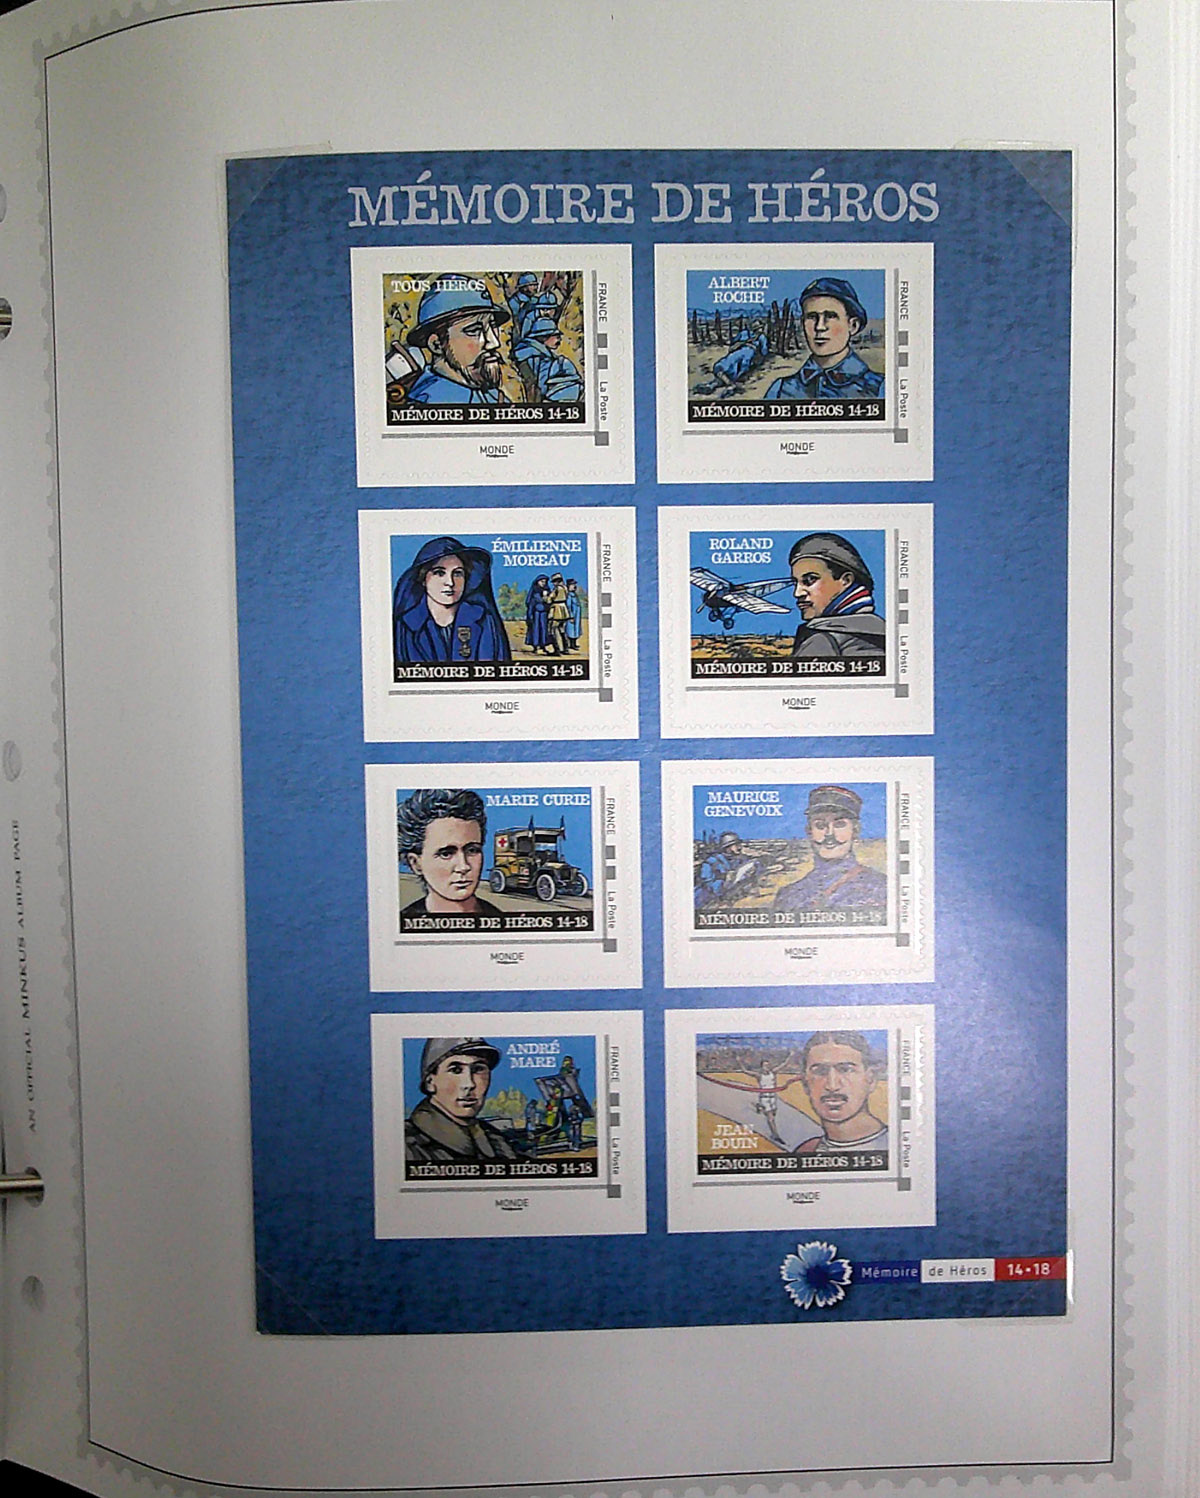 MÉMOIRE DE HÉROS
TOUS HÉROS
MÉMOIRE DE HÉROS 14-18
FRANCE
La Poste
MONDE
ALBERT
ROCHE
MÉMOIRE DE HÉROS 14-18
FRANCE
La Poste
MONDE
ÉMILIENNE
MOREAU
MÉMOIRE DE HÉROS 14-18
FRANCE
La Poste
MONDE
ROLAND
GARROS
MÉMOIRE DE HÉROS 14-18
FRANCE
La Poste
MONDE
MARIE CURIE
MÉMOIRE DE HÉROS 14-18
FRANCE
La Poste
MONDE
MAURICE
GENEVOIX
MÉMOIRE DE HÉROS 14-18
FRANCE
La Poste
MONDE
ANDRÉ
MARE
MÉMOIRE DE HÉROS 14-18
FRANCE
La Poste
MONDE
JEAN
BOUIN
MÉMOIRE DE HÉROS 14-18
FRANCE
La Poste
MONDE
Mémoire de Héros 14-18
AN OFFICIAL MINKUS ALBUM PAGE